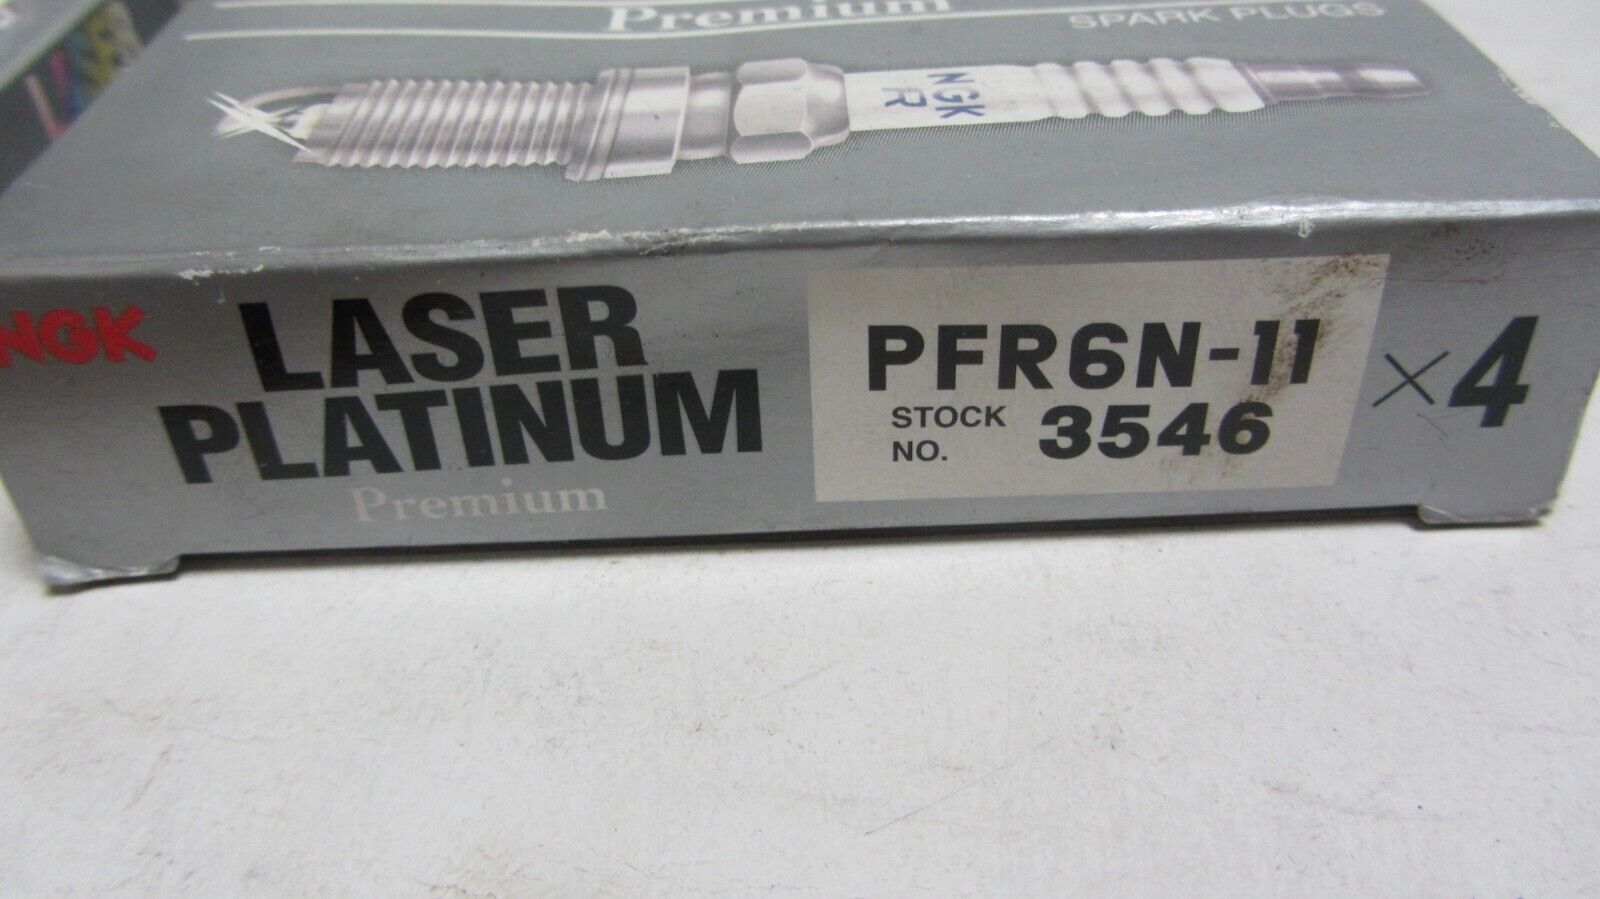 Premium
SPARK PLUGS
NGK
R
NGK
LASER
PLATINUM
Premium
PFR6N-11
STOCK
NO. 3546
×4